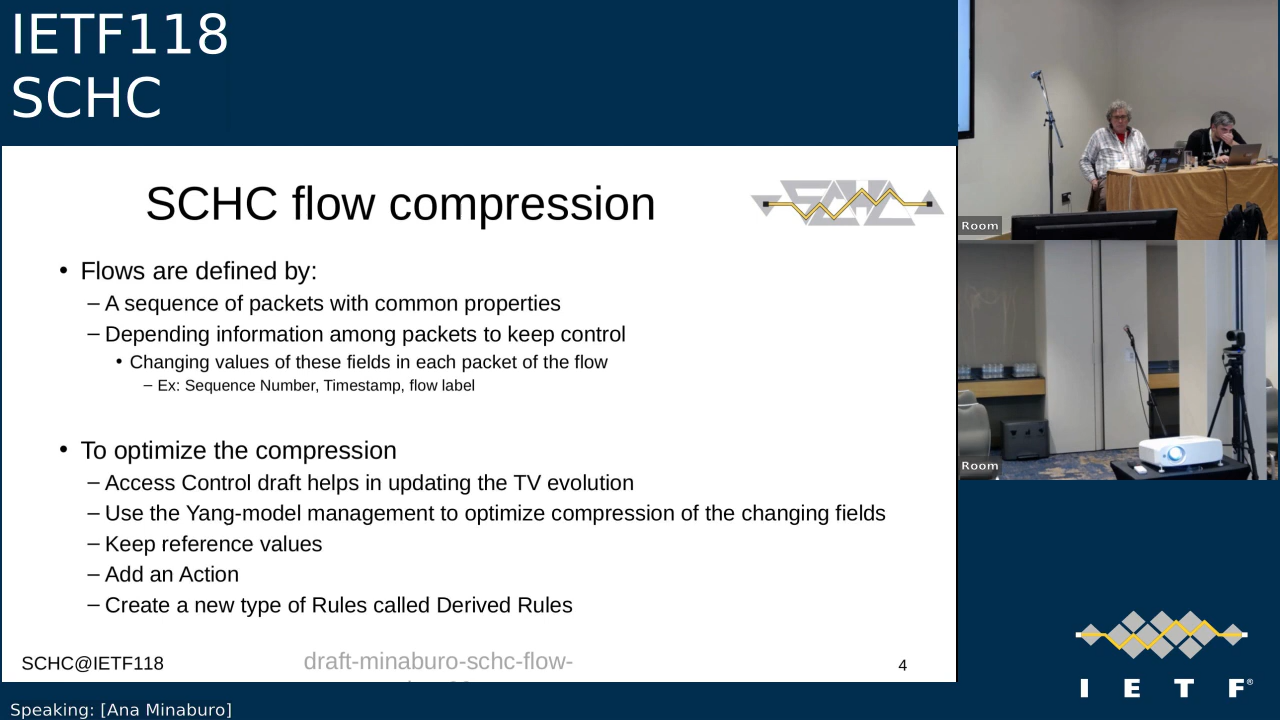 IETF118
SCHC
SCHC flow compression
SCHC
• Flows are defined by:
– A sequence of packets with common properties
– Depending information among packets to keep control
• Changing values of these fields in each packet of the flow
– Ex: Sequence Number, Timestamp, flow label
• To optimize the compression
– Access Control draft helps in updating the TV evolution
– Use the Yang-model management to optimize compression of the changing fields
– Keep reference values
– Add an Action
– Create a new type of Rules called Derived Rules
SCHC@IETF118
draft-minaburo-schc-flow-
4
Room
Room
I E T F®
Speaking: [Ana Minaburo]